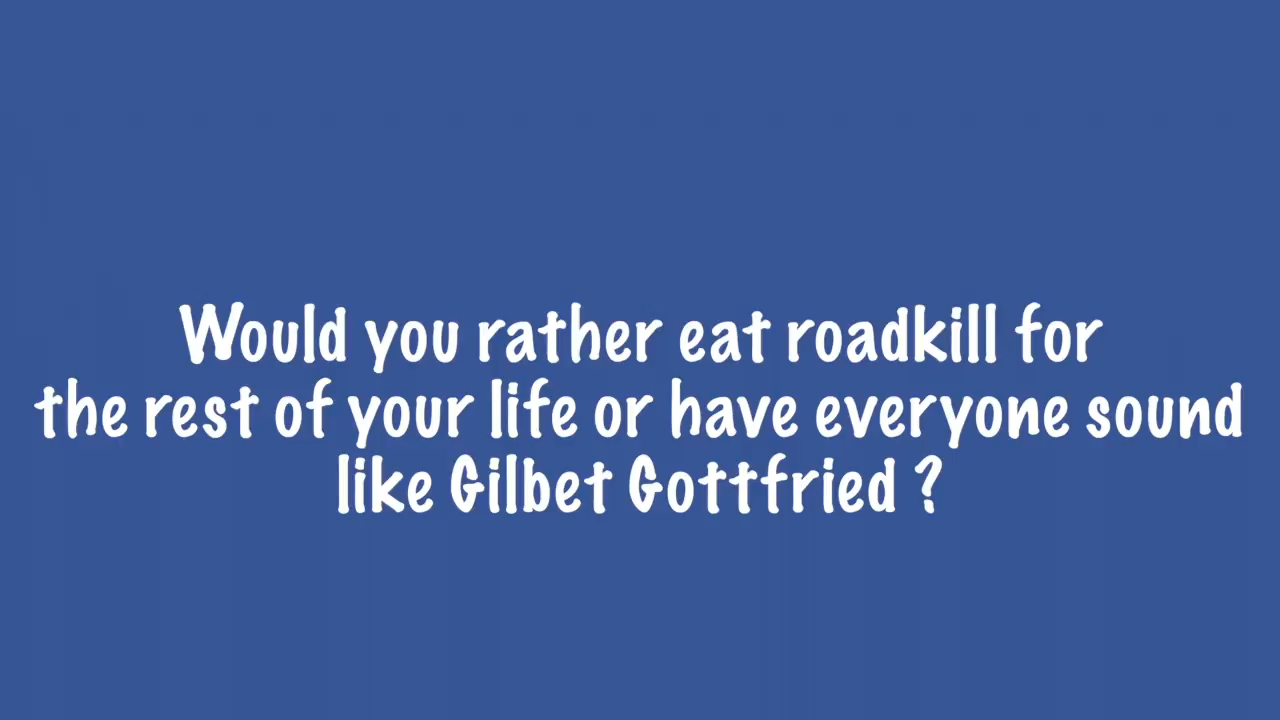 Would you rather eat roadkill for
the rest of your life or have everyone sound
like Gilbet Gottfried ?